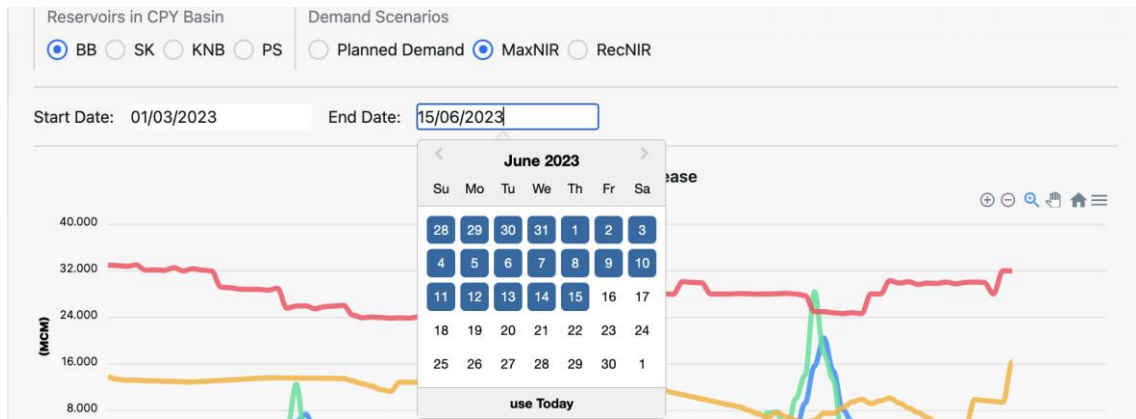 Reservoirs in CPY Basin Demand Scenarios
BB SK KNB PS Planned Demand MaxNIR RecNIR
Start Date: 01/03/2023 End Date: 15/06/2023
June 2023
ease
Su Mo Tu We Th Fr Sa
28 29 30 31 1 2 3
4 5 6 7 8 9 10
11 12 13 14 15 16 17
18 19 20 21 22 23 24
25 26 27 28 29 30 1
use Today
40.000
32.000
24.000
16.000
8.000
(MCM)